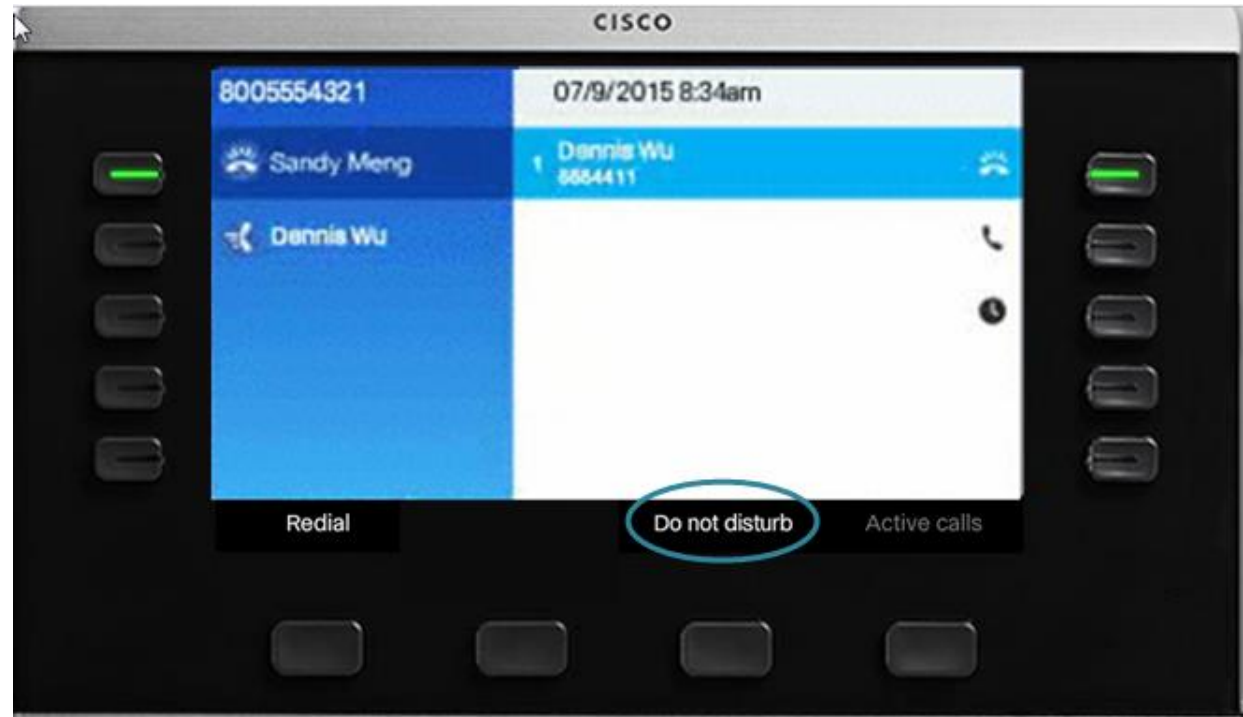 CISCO
8005554321
07/9/2015 8:34am
Sandy Meng
1 Dennis Wu
5554411
Dennis Wu
Redial
Do not disturb
Active calls